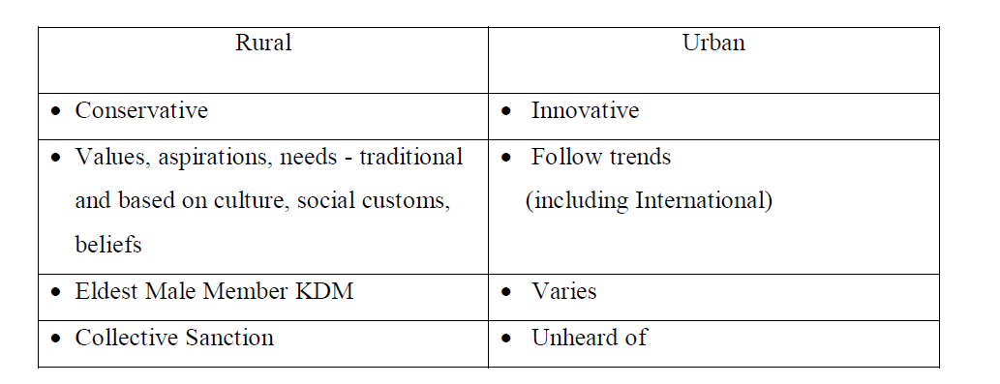 Rural
Urban
• Conservative
• Innovative
• Values, aspirations, needs - traditional
and based on culture, social customs,
beliefs
• Follow trends
(including International)
• Eldest Male Member KDM
• Varies
• Collective Sanction
• Unheard of